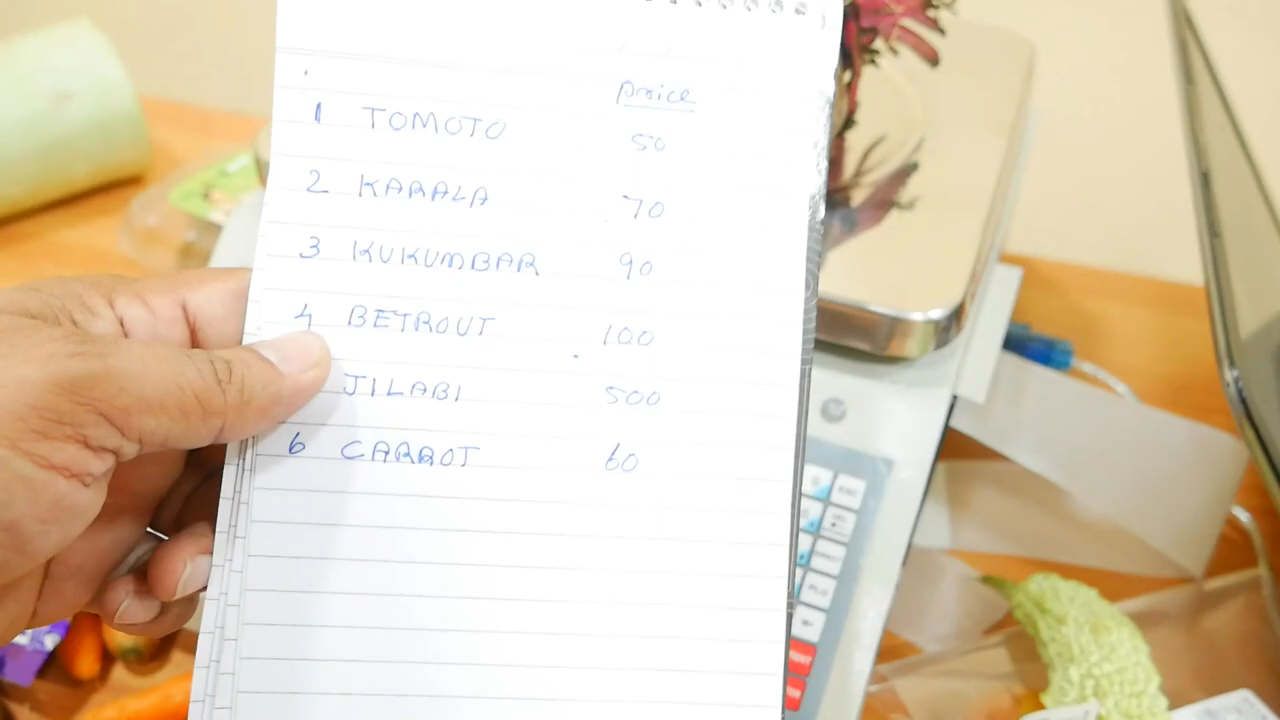 price
1 TOMOTO 50
2 KARALA 70
3 KUKUMBAR 90
4 BETROUT 100
JILABI 500
6 CARROT 60